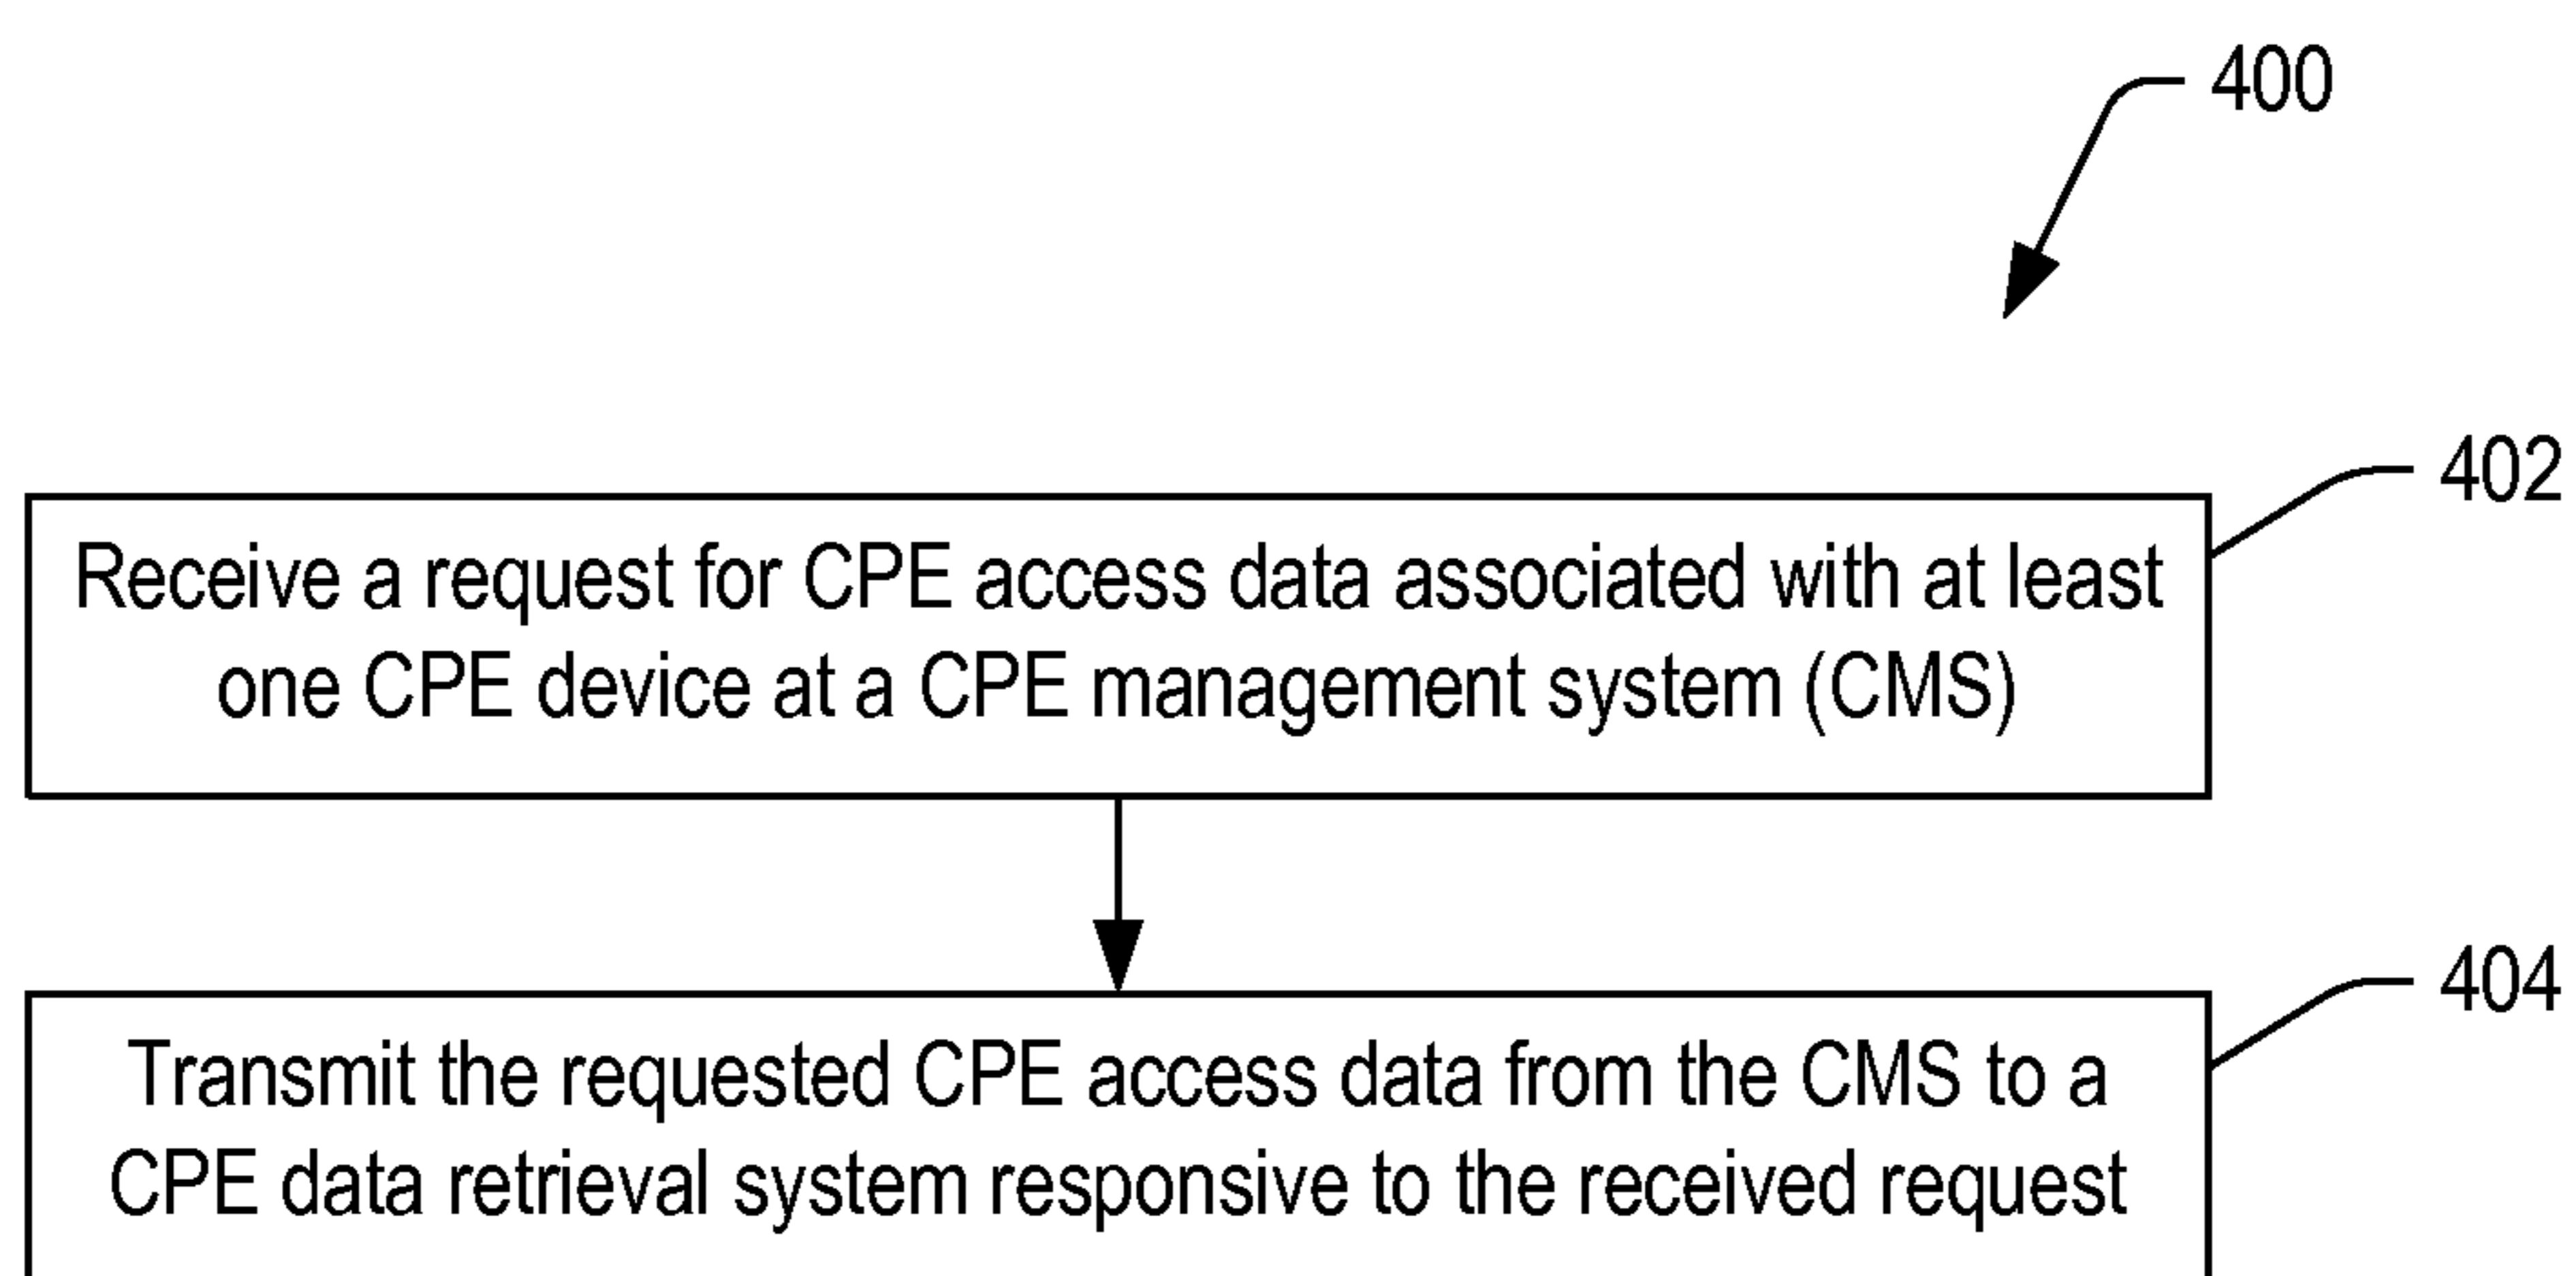 400
402
Receive a request for CPE access data associated with at least
one CPE device at a CPE management system (CMS)
404
Transmit the requested CPE access data from the CMS to a
CPE data retrieval system responsive to the received request